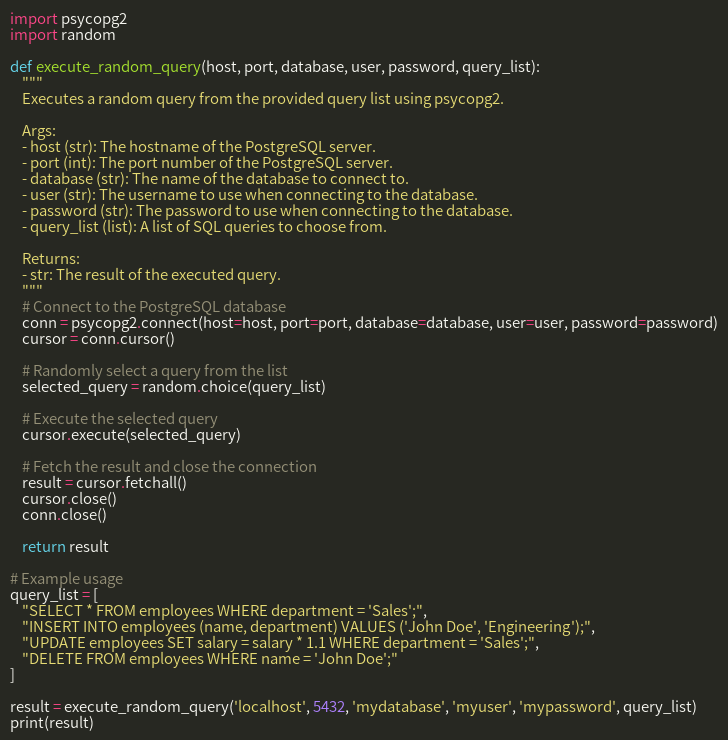 import psycopg2
import random

def execute_random_query(host, port, database, user, password, query_list):
    """
    Executes a random query from the provided query list using psycopg2.

    Args:
    - host (str): The hostname of the PostgreSQL server.
    - port (int): The port number of the PostgreSQL server.
    - database (str): The name of the database to connect to.
    - user (str): The username to use when connecting to the database.
    - password (str): The password to use when connecting to the database.
    - query_list (list): A list of SQL queries to choose from.

    Returns:
    - str: The result of the executed query.
    """
    # Connect to the PostgreSQL database
    conn = psycopg2.connect(host=host, port=port, database=database, user=user, password=password)
    cursor = conn.cursor()

    # Randomly select a query from the list
    selected_query = random.choice(query_list)

    # Execute the selected query
    cursor.execute(selected_query)

    # Fetch the result and close the connection
    result = cursor.fetchall()
    cursor.close()
    conn.close()

    return result

# Example usage
query_list = [
    "SELECT * FROM employees WHERE department = 'Sales';",
    "INSERT INTO employees (name, department) VALUES ('John Doe', 'Engineering');",
    "UPDATE employees SET salary = salary * 1.1 WHERE department = 'Sales';",
    "DELETE FROM employees WHERE name = 'John Doe';"
]

result = execute_random_query('localhost', 5432, 'mydatabase', 'myuser', 'mypassword', query_list)
print(result)